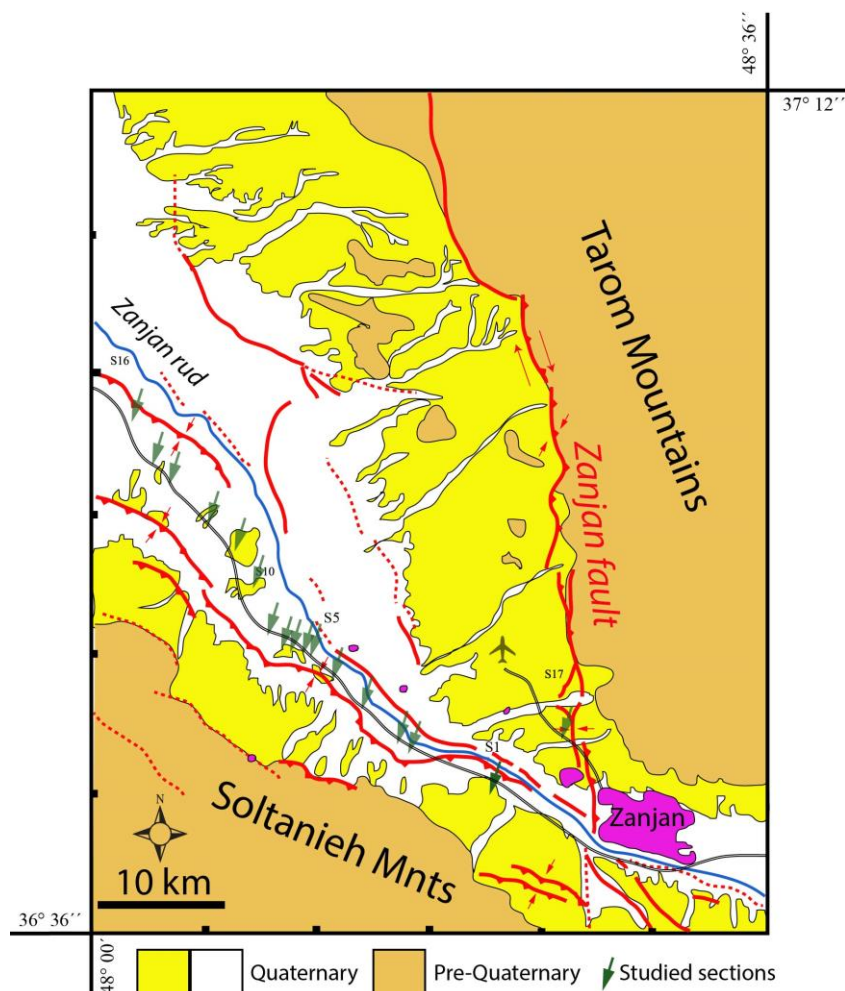 48° 36´´
37° 12´´
Tarom Mountains
Zanjan rud
S16
Zanjan fault
S10
S5
S17
S1
Zanjan
Soltanieh Mnts
N
10 km
36° 36´´
48° 00´
Quaternary
Pre-Quaternary
Studied sections